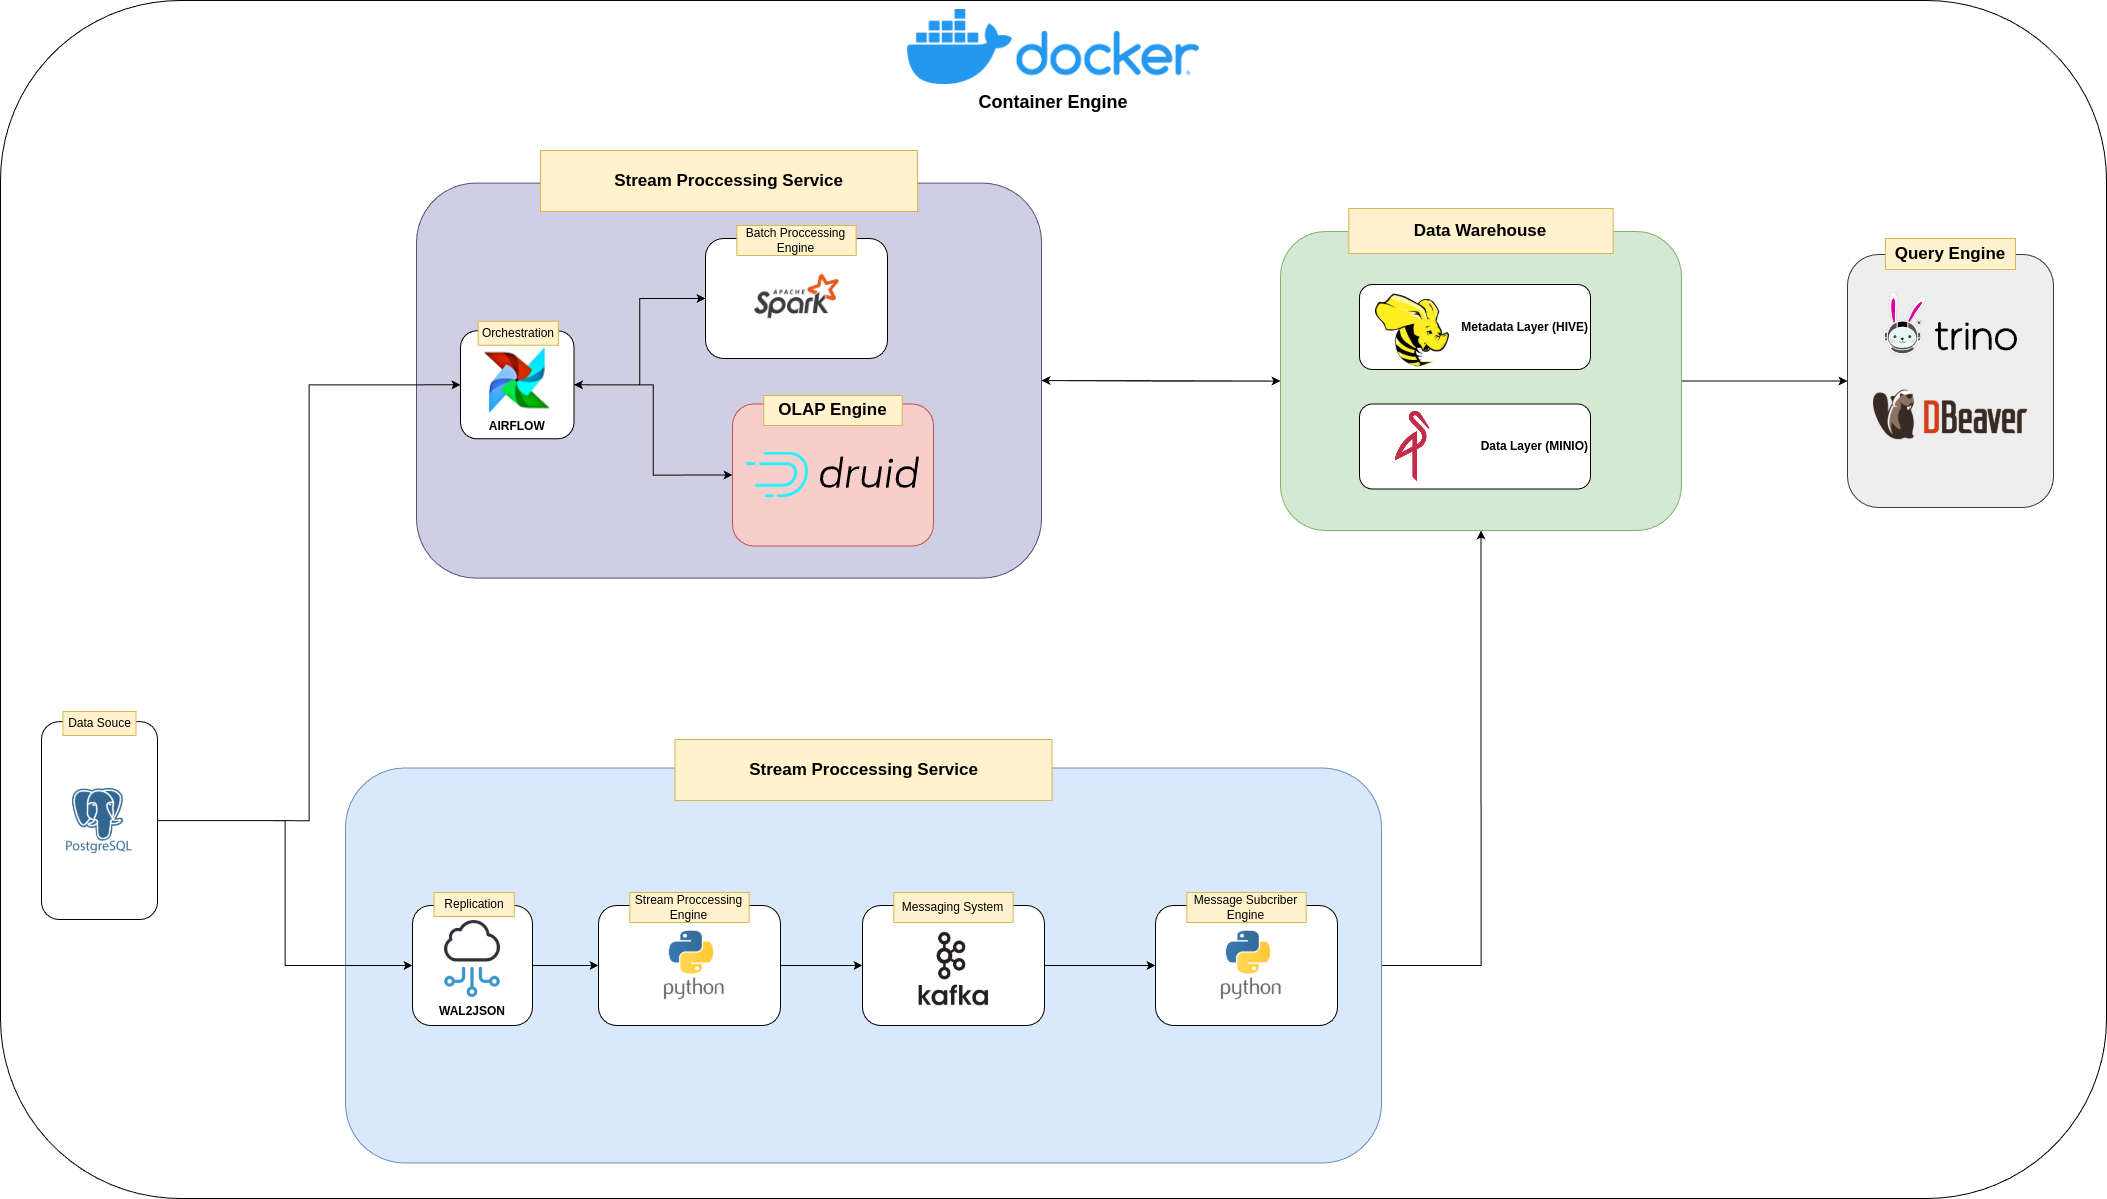 docker
Container Engine
Stream Proccessing Service
Batch Proccessing
Engine
APACHE
Spark
Orchestration
AIRFLOW
OLAP Engine
druid
Data Warehouse
Metadata Layer (HIVE)
Data Layer (MINIO)
Query Engine
trino
DBeaver
Data Souce
PostgreSQL
Stream Proccessing Service
Replication
WAL2JSON
Stream Proccessing
Engine
python
Messaging System
kafka
Message Subcriber
Engine
python